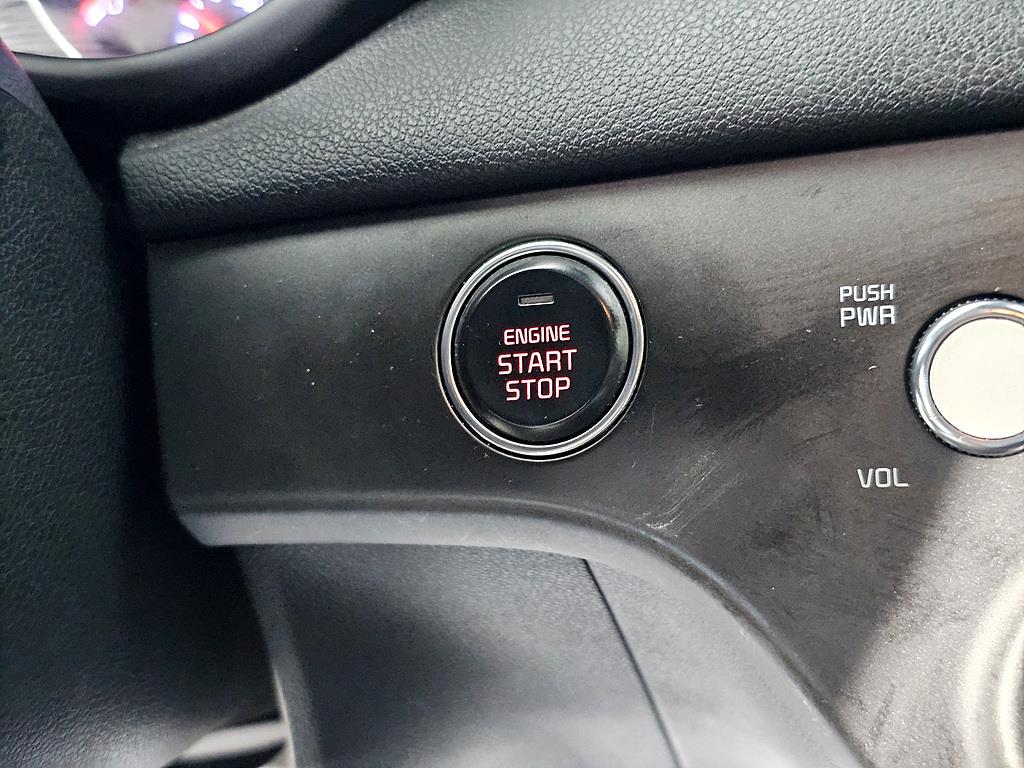 ENGINE
START
STOP
PUSH
PWR
VOL